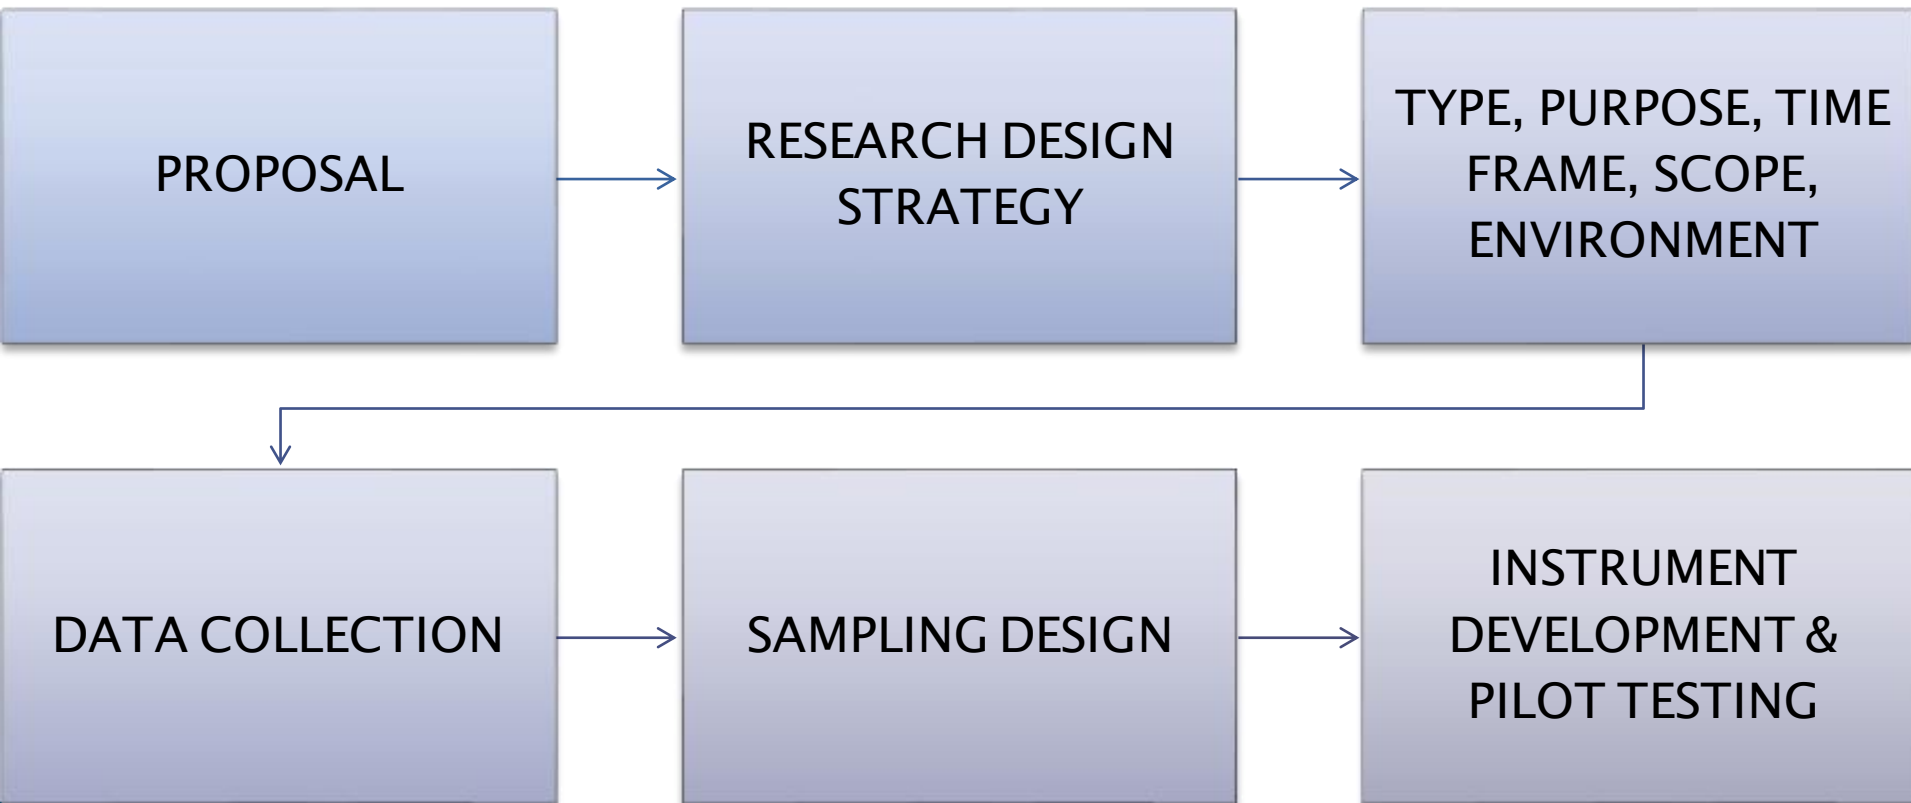 PROPOSAL
RESEARCH DESIGN
STRATEGY
TYPE, PURPOSE, TIME
FRAME, SCOPE,
ENVIRONMENT
DATA COLLECTION
SAMPLING DESIGN
INSTRUMENT
DEVELOPMENT &
PILOT TESTING